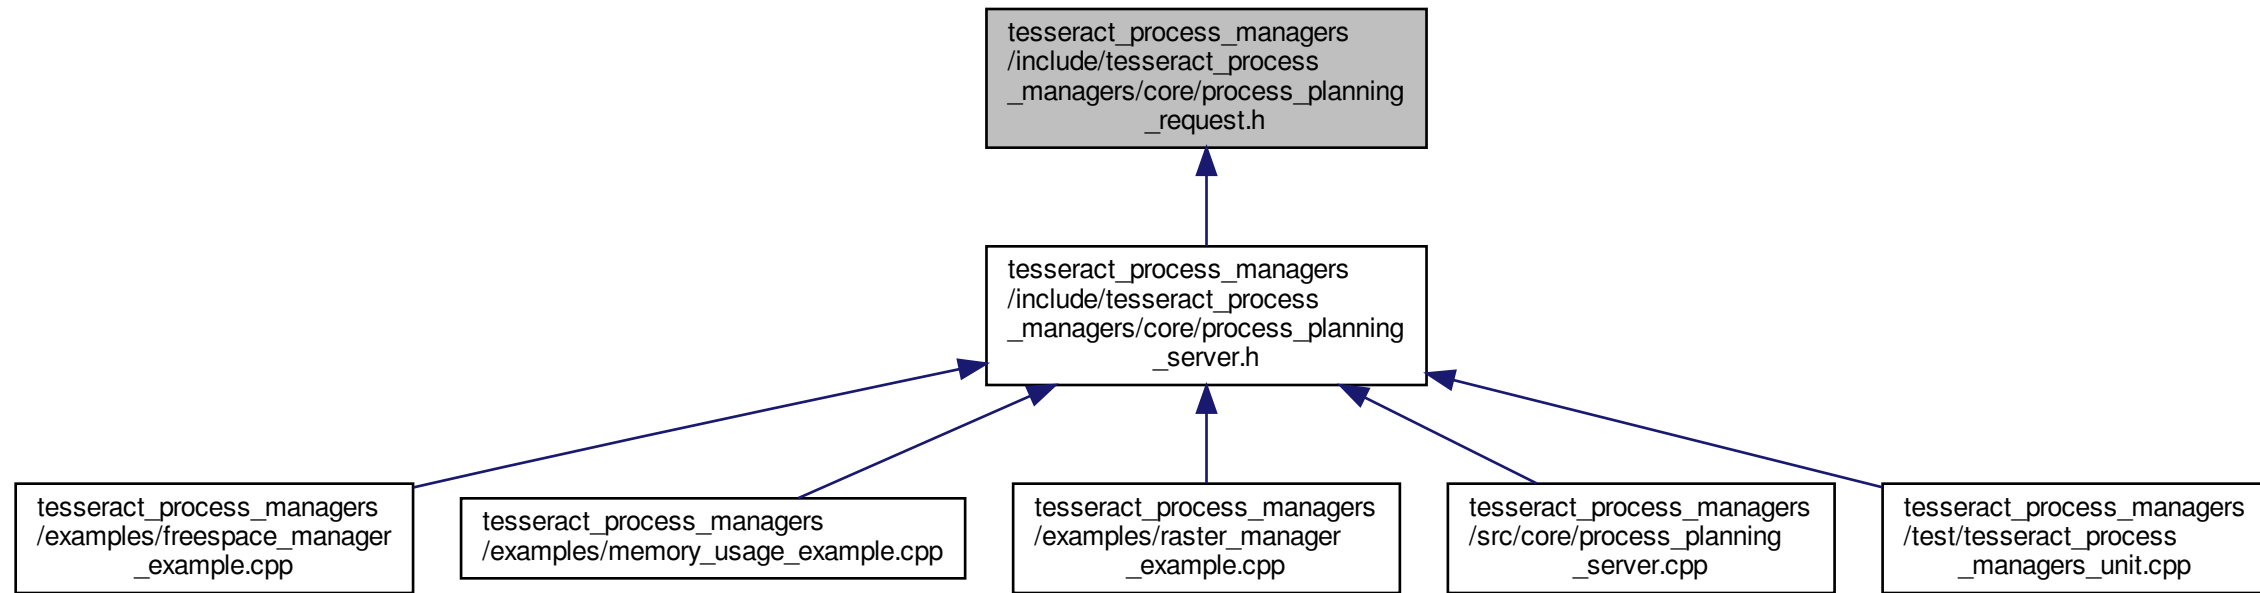 tesseract_process_managers
/include/tesseract_process
_managers/core/process_planning
_request.h
tesseract_process_managers
/include/tesseract_process
_managers/core/process_planning
_server.h
tesseract_process_managers
/examples/freespace_manager
_example.cpp
tesseract_process_managers
/examples/memory_usage_example.cpp
tesseract_process_managers
/examples/raster_manager
_example.cpp
tesseract_process_managers
/src/core/process_planning
_server.cpp
tesseract_process_managers
/test/tesseract_process
_managers_unit.cpp